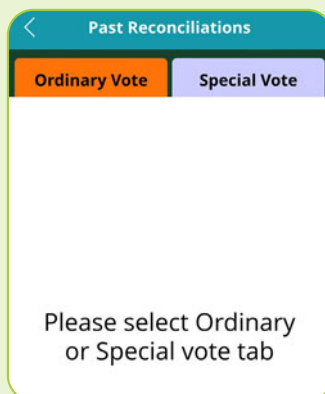 Past Reconciliations
Ordinary Vote Special Vote
Please select Ordinary
or Special vote tab